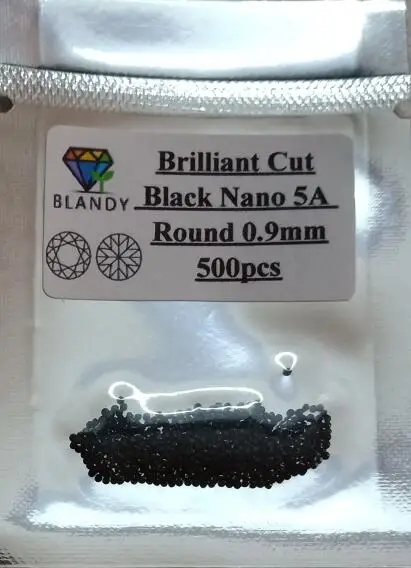 Brilliant Cut
BLANDY Black Nano 5A
Round 0.9mm
500pcs